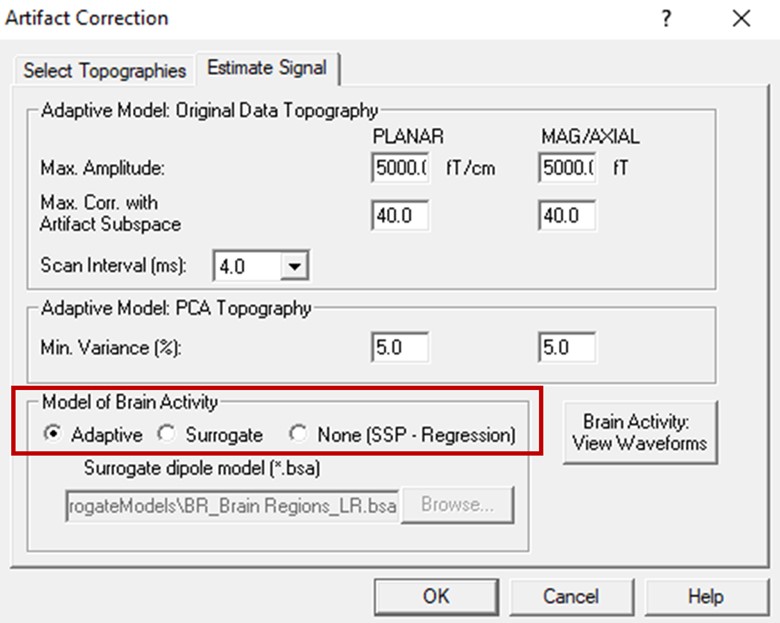 Artifact Correction
Select Topographies
Estimate Signal
Adaptive Model: Original Data Topography
PLANAR MAG/AXIAL
Max. Amplitude: 5000.( fT/cm 5000.( fT
Max. Corr. with
Artifact Subspace 40.0 40.0
Scan Interval (ms): 4.0
Adaptive Model: PCA Topography
Min. Variance (%): 5.0 5.0
Model of Brain Activity
Adaptive Surrogate None (SSP - Regression)
Brain Activity:
View Waveforms
Surrogate dipole model (*.bsa)
rogateModels\BR_Brain Regions_LR.bsa Browse...
OK Cancel Help